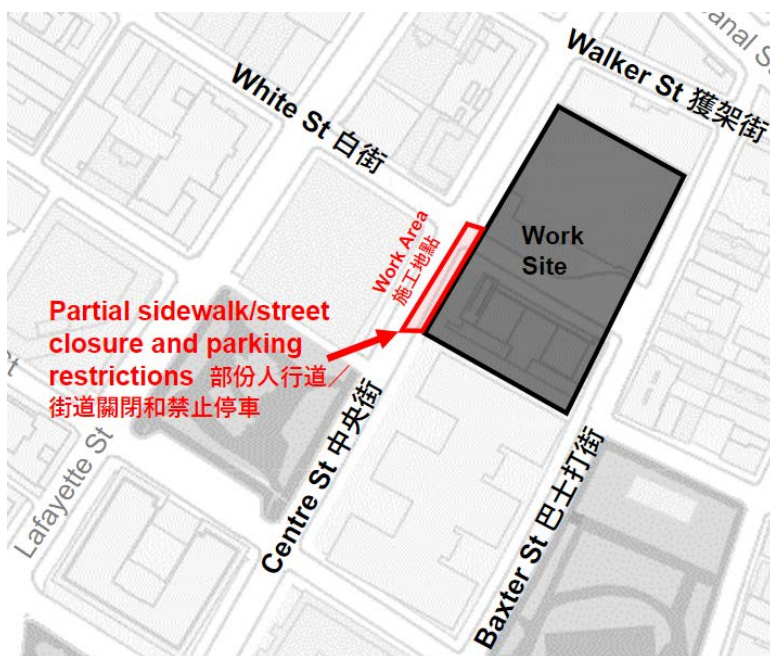 anal S
Walker St 獲架街
White St 白街
Work Area
施工地點
Work
Site
Partial sidewalk/street
closure and parking
restrictions 部份人行道／
街道關閉和禁止停車
St
Lafayette St
Centre St 中央街
Baxter St 巴士打街